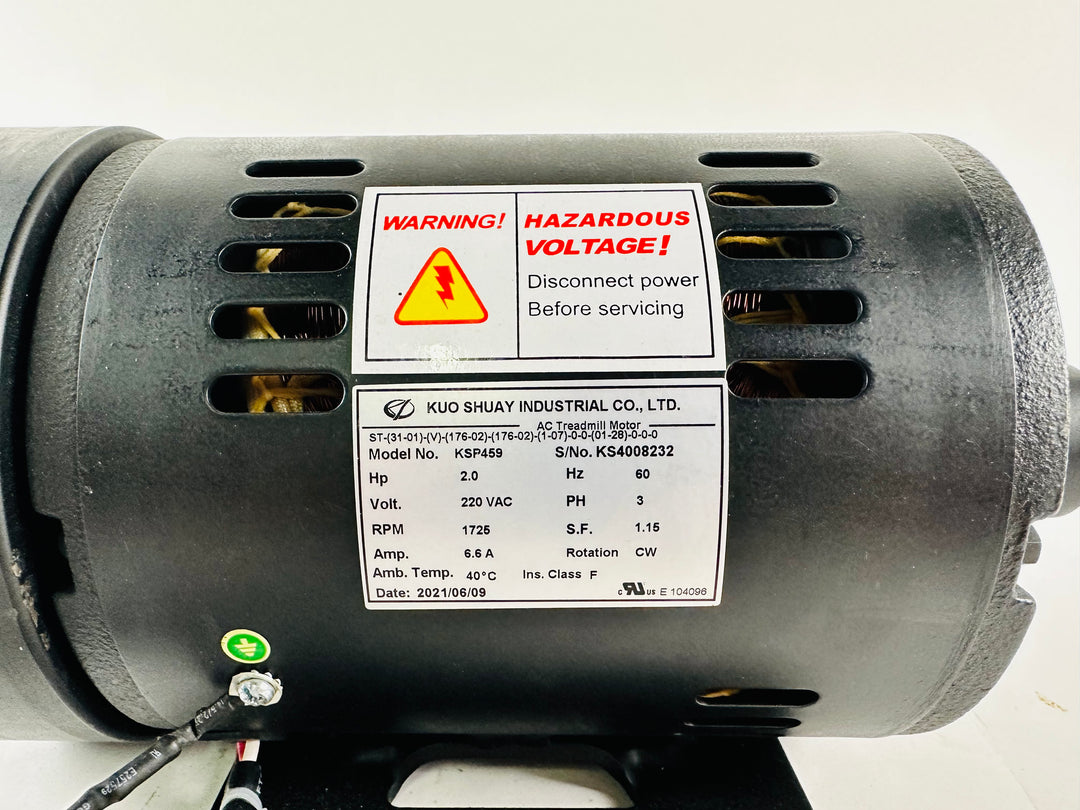 WARNING!
HAZARDOUS
VOLTAGE!
Disconnect power
Before servicing
KUO SHUAY INDUSTRIAL CO., LTD.
AC Treadmill Motor
ST-(31-01)-(V)-(176-02)-(176-02)-(1-07)-0-0-(01-28)-0-0-0
Model No. KSP459 S/No. KS4008232
Hp 2.0 Hz 60
Volt. 220 VAC PH 3
RPM 1725 S.F. 1.15
Amp. 6.6 A Rotation CW
Amb. Temp. 40°C Ins. Class F
Date: 2021/06/09 c RU us E 104096
E257529